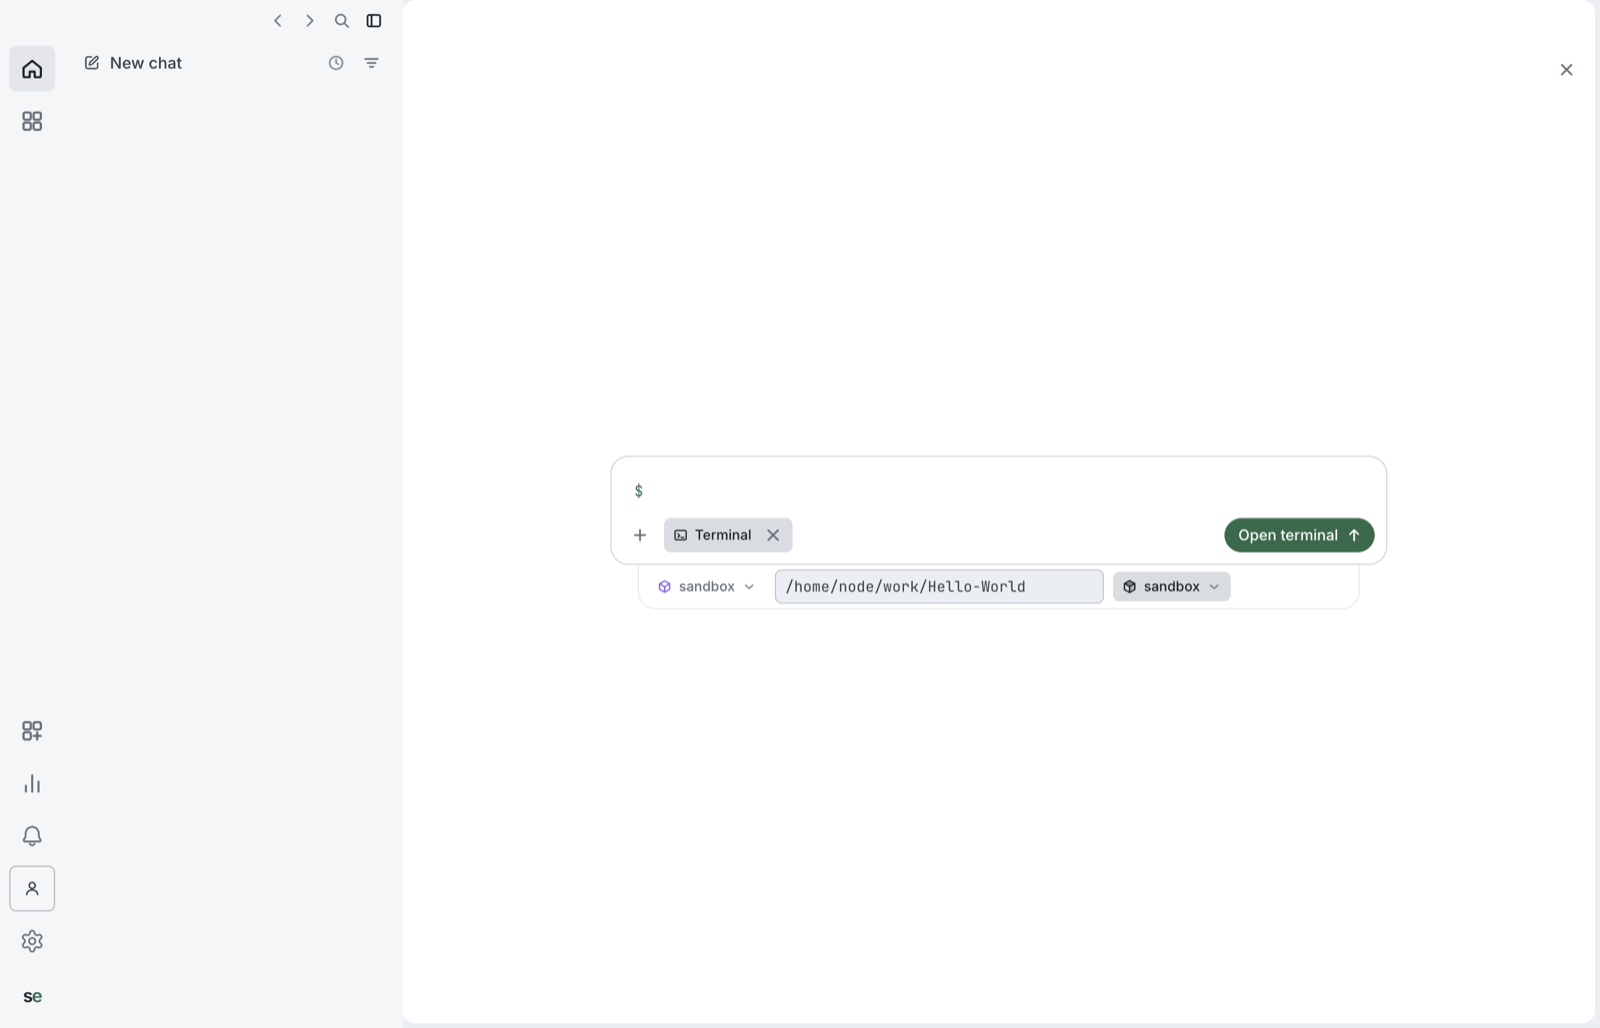 New chat
$
Terminal
Open terminal
sandbox
/home/node/work/Hello-World
sandbox
se